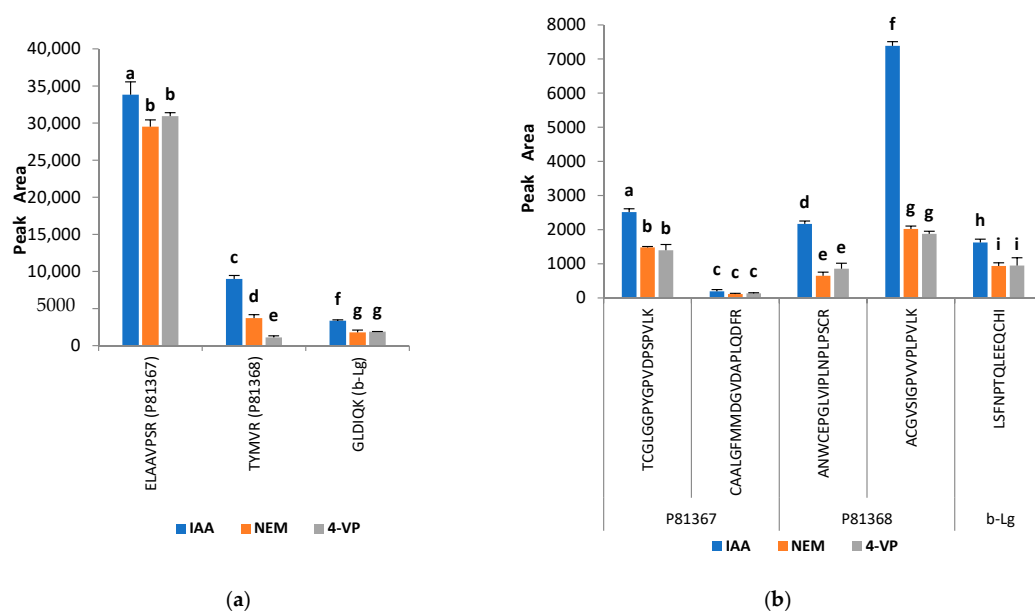 40,000
35,000
30,000
25,000
20,000
15,000
10,000
5000
0
Peak Area
a b b
c d e
f g g
ELAAVPSR (P81367)
TYMVR (P81368)
GLDIQK (b-Lg)
IAA NEM 4-VP
(a)
8000
7000
6000
5000
4000
3000
2000
1000
0
Peak Area
a b b
c c c
d e e
f g g
h i i
TCGLGGPYGPVDPSPVLK
CAALGFMMDGVDAPLQDFR
ANWCEPGLVIPLNPLPSCR
ACGVSIGPVVPLPVLK
LSFNPTQLEEQCHI
P81367 P81368 b-Lg
IAA NEM 4-VP
(b)